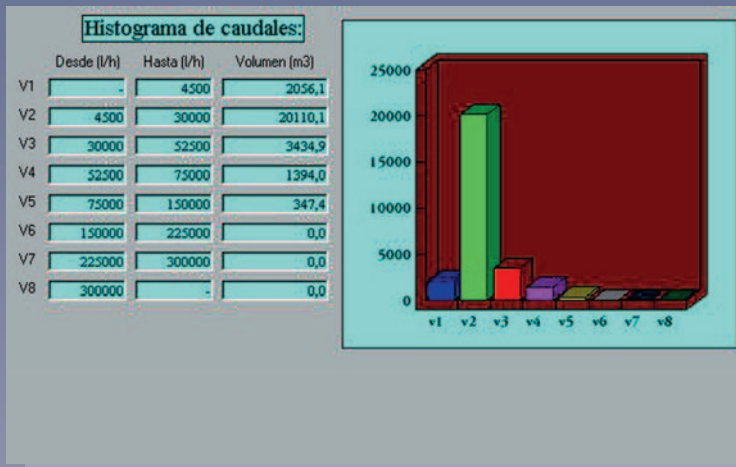 Histograma de caudales:
Desde (l/h) Hasta (l/h) Volumen (m3)
V1 - 4500 2056,1
V2 4500 30000 20110,1
V3 30000 52500 3434,9
V4 52500 75000 1394,0
V5 75000 150000 347,4
V6 150000 225000 0,0
V7 225000 300000 0,0
V8 300000 - 0,0
25000
20000
15000
10000
5000
0
v1 v2 v3 v4 v5 v6 v7 v8